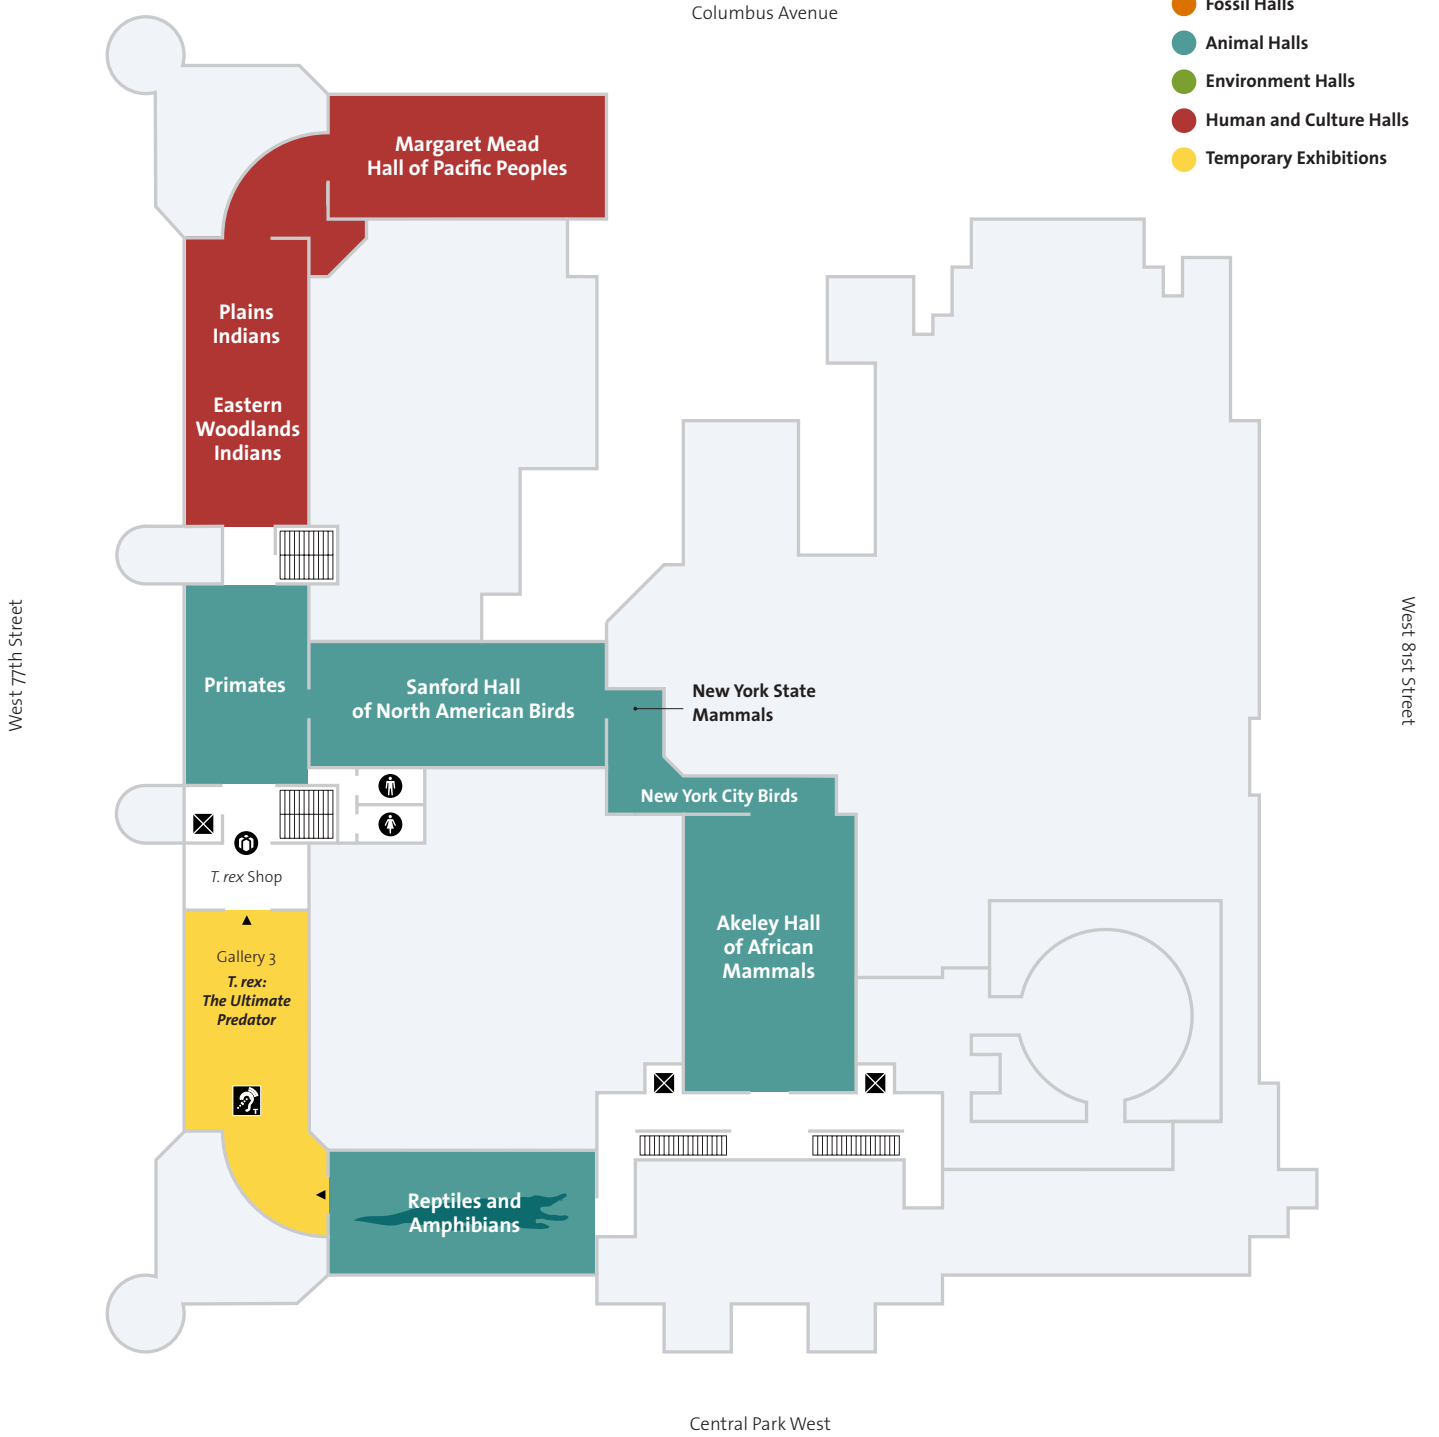 Columbus Avenue
Fossil Halls
Animal Halls
Environment Halls
Human and Culture Halls
Temporary Exhibitions
Margaret Mead
Hall of Pacific Peoples
Plains
Indians
Eastern
Woodlands
Indians
West 77th Street
West 81st Street
Primates
Sanford Hall
of North American Birds
New York State
Mammals
New York City Birds
T. rex Shop
Akeley Hall
of African
Mammals
Gallery 3
T. rex:
The Ultimate
Predator
T
Reptiles and
Amphibians
Central Park West